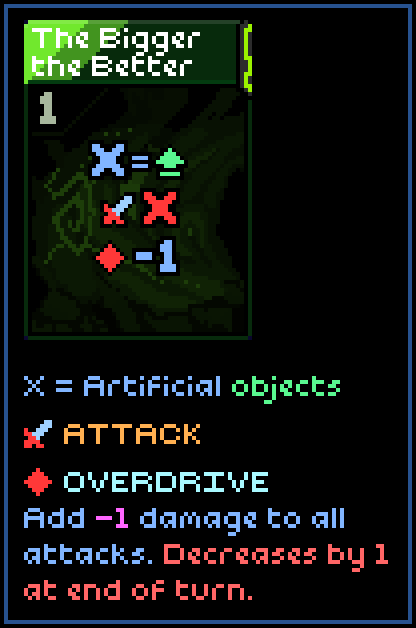 The Bigger
the Better
1
X =
X
-1
X = Artificial objects
ATTACK
OVERDRIVE
Add -1 damage to all
attacks. Decreases by 1
at end of turn.